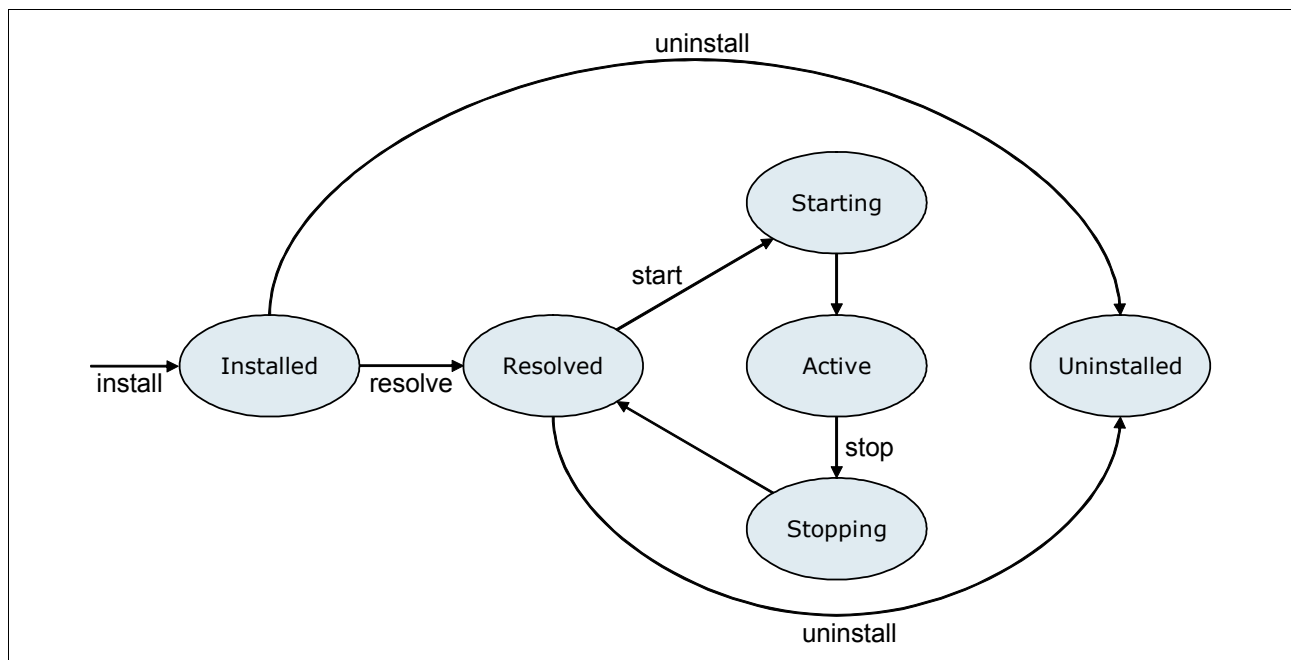 uninstall
Starting
start
Installed
Resolved
Active
Uninstalled
install
resolve
stop
Stopping
uninstall